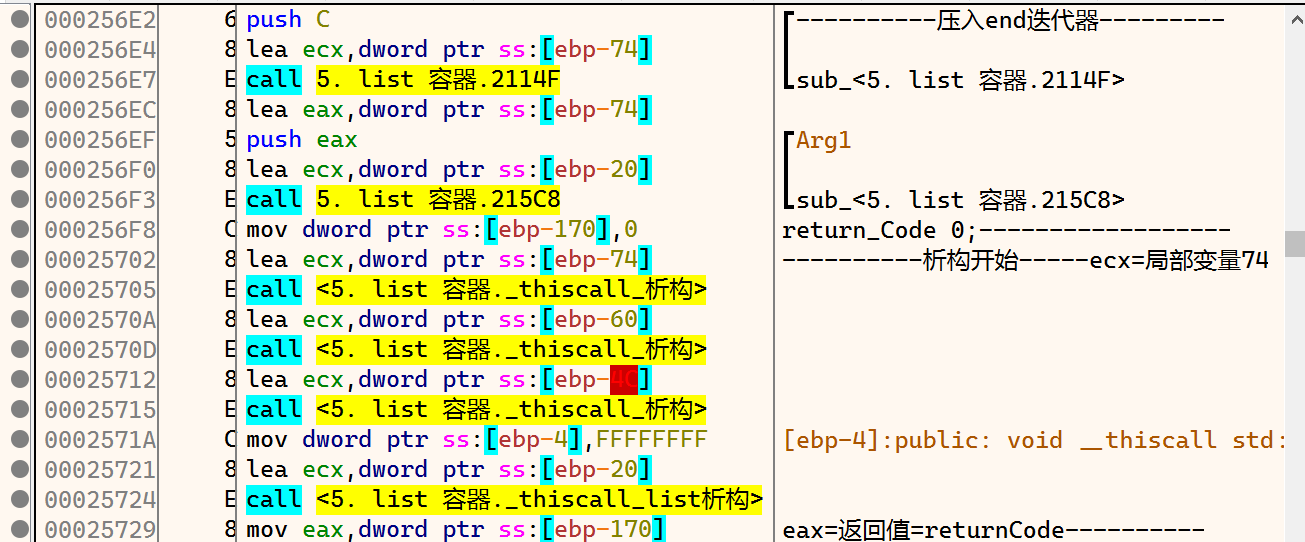 000256E2 6 push C ----------压入end迭代器---------
000256E4 8 lea ecx,dword ptr ss:[ebp-74]
000256E7 E call 5. list 容器.2114F sub_<5. list 容器.2114F>
000256EC 8 lea eax,dword ptr ss:[ebp-74]
000256EF 5 push eax Arg1
000256F0 8 lea ecx,dword ptr ss:[ebp-20]
000256F3 E call 5. list 容器.215C8 sub_<5. list 容器.215C8>
000256F8 C mov dword ptr ss:[ebp-170],0 return_Code 0;------------------
00025702 8 lea ecx,dword ptr ss:[ebp-74] ----------析构开始-----ecx=局部变量74
00025705 E call <5. list 容器._thiscall_析构>
0002570A 8 lea ecx,dword ptr ss:[ebp-60]
0002570D E call <5. list 容器._thiscall_析构>
00025712 8 lea ecx,dword ptr ss:[ebp-4C]
00025715 E call <5. list 容器._thiscall_析构>
0002571A C mov dword ptr ss:[ebp-4],FFFFFFFF [ebp-4]:public: void __thiscall std:
00025721 8 lea ecx,dword ptr ss:[ebp-20]
00025724 E call <5. list 容器._thiscall_list析构>
00025729 8 mov eax,dword ptr ss:[ebp-170] eax=返回值=returnCode----------